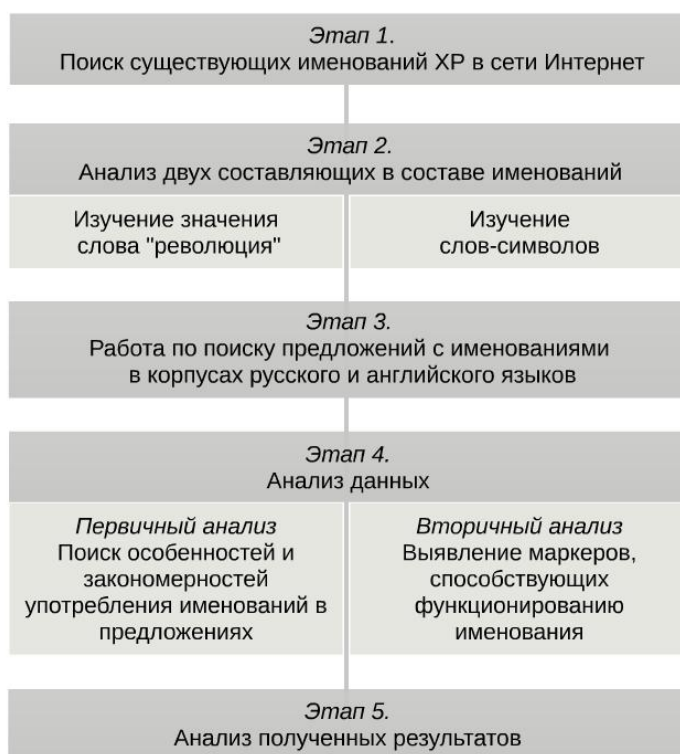 Этап 1.
Поиск существующих именований ХР в сети Интернет
Этап 2.
Анализ двух составляющих в составе именований
Изучение значения
слова "революция"
Изучение
слов-символов
Этап 3.
Работа по поиску предложений с именованиями
в корпусах русского и английского языков
Этап 4.
Анализ данных
Первичный анализ
Поиск особенностей и
закономерностей
употребления именований в
предложениях
Вторичный анализ
Выявление маркеров,
способствующих
функционированию
именования
Этап 5.
Анализ полученных результатов